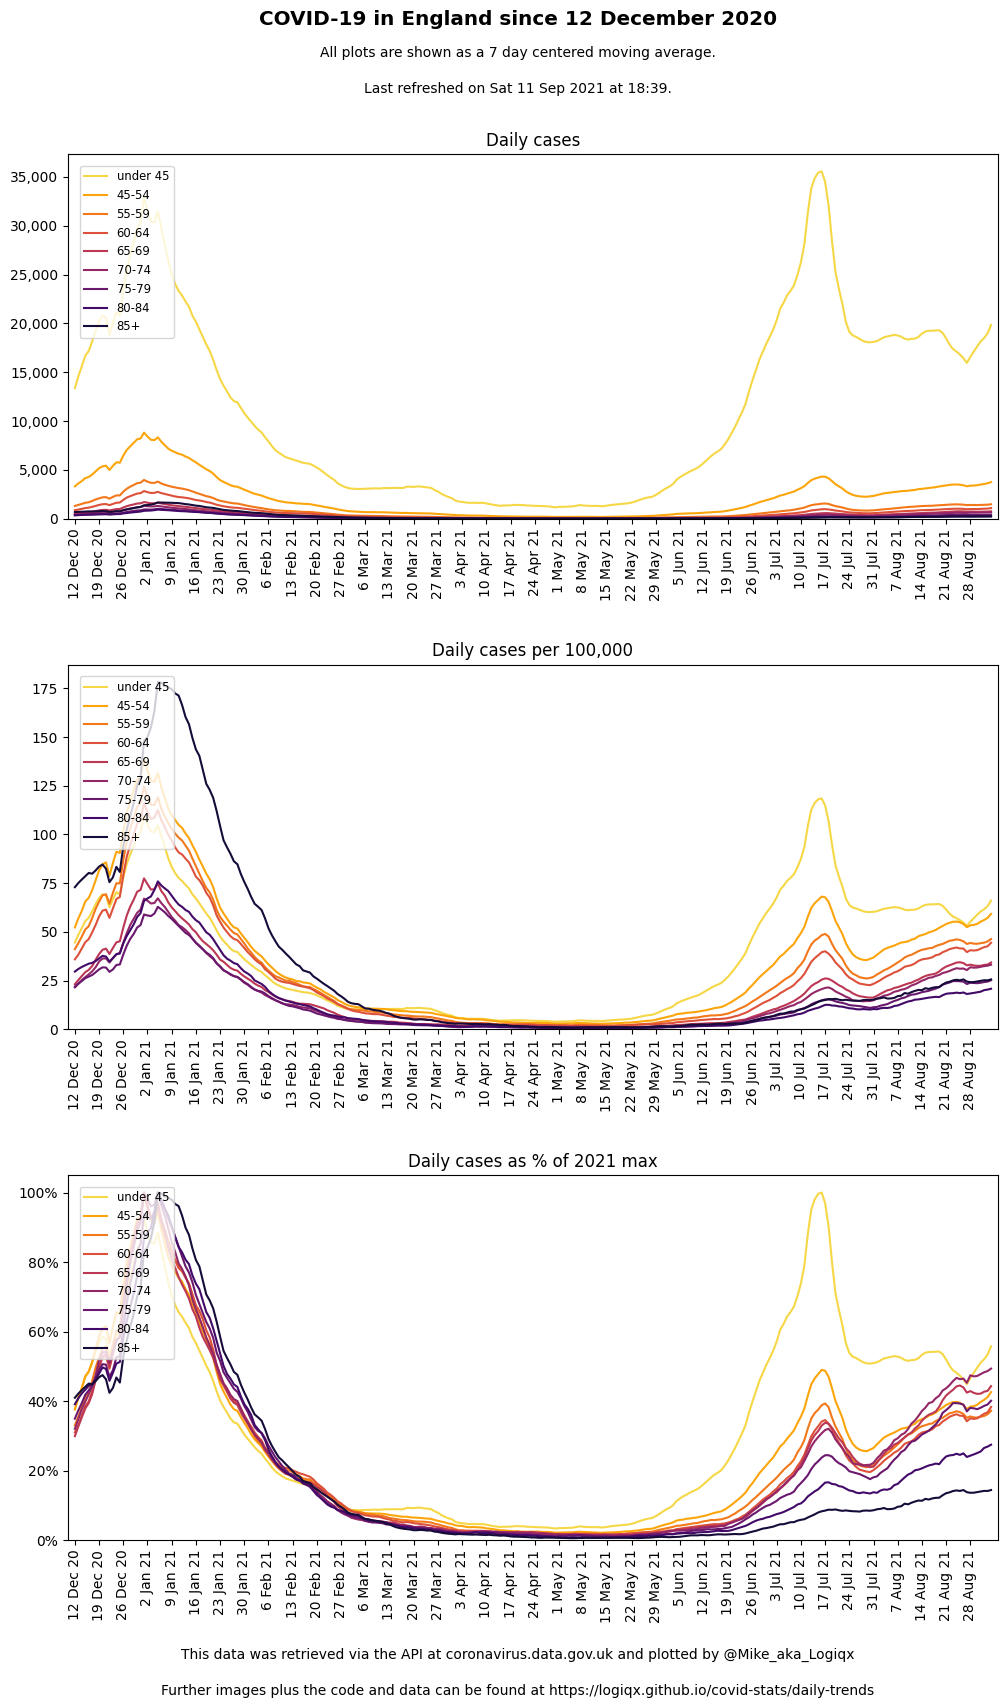 COVID-19 in England since 12 December 2020
All plots are shown as a 7 day centered moving average.
Last refreshed on Sat 11 Sep 2021 at 18:39.
Daily cases
35,000
30,000
25,000
20,000
15,000
10,000
5,000
0
under 45
45-54
55-59
60-64
65-69
70-74
75-79
80-84
85+
12 Dec 20
19 Dec 20
26 Dec 20
2 Jan 21
9 Jan 21
16 Jan 21
23 Jan 21
30 Jan 21
6 Feb 21
13 Feb 21
20 Feb 21
27 Feb 21
6 Mar 21
13 Mar 21
20 Mar 21
27 Mar 21
3 Apr 21
10 Apr 21
17 Apr 21
24 Apr 21
1 May 21
8 May 21
15 May 21
22 May 21
29 May 21
5 Jun 21
12 Jun 21
19 Jun 21
26 Jun 21
3 Jul 21
10 Jul 21
17 Jul 21
24 Jul 21
31 Jul 21
7 Aug 21
14 Aug 21
21 Aug 21
28 Aug 21
Daily cases per 100,000
175
150
125
100
75
50
25
0
under 45
45-54
55-59
60-64
65-69
70-74
75-79
80-84
85+
12 Dec 20
19 Dec 20
26 Dec 20
2 Jan 21
9 Jan 21
16 Jan 21
23 Jan 21
30 Jan 21
6 Feb 21
13 Feb 21
20 Feb 21
27 Feb 21
6 Mar 21
13 Mar 21
20 Mar 21
27 Mar 21
3 Apr 21
10 Apr 21
17 Apr 21
24 Apr 21
1 May 21
8 May 21
15 May 21
22 May 21
29 May 21
5 Jun 21
12 Jun 21
19 Jun 21
26 Jun 21
3 Jul 21
10 Jul 21
17 Jul 21
24 Jul 21
31 Jul 21
7 Aug 21
14 Aug 21
21 Aug 21
28 Aug 21
Daily cases as % of 2021 max
100%
80%
60%
40%
20%
0%
under 45
45-54
55-59
60-64
65-69
70-74
75-79
80-84
85+
12 Dec 20
19 Dec 20
26 Dec 20
2 Jan 21
9 Jan 21
16 Jan 21
23 Jan 21
30 Jan 21
6 Feb 21
13 Feb 21
20 Feb 21
27 Feb 21
6 Mar 21
13 Mar 21
20 Mar 21
27 Mar 21
3 Apr 21
10 Apr 21
17 Apr 21
24 Apr 21
1 May 21
8 May 21
15 May 21
22 May 21
29 May 21
5 Jun 21
12 Jun 21
19 Jun 21
26 Jun 21
3 Jul 21
10 Jul 21
17 Jul 21
24 Jul 21
31 Jul 21
7 Aug 21
14 Aug 21
21 Aug 21
28 Aug 21
This data was retrieved via the API at coronavirus.data.gov.uk and plotted by @Mike_aka_Logiqx
Further images plus the code and data can be found at https://logiqx.github.io/covid-stats/daily-trends